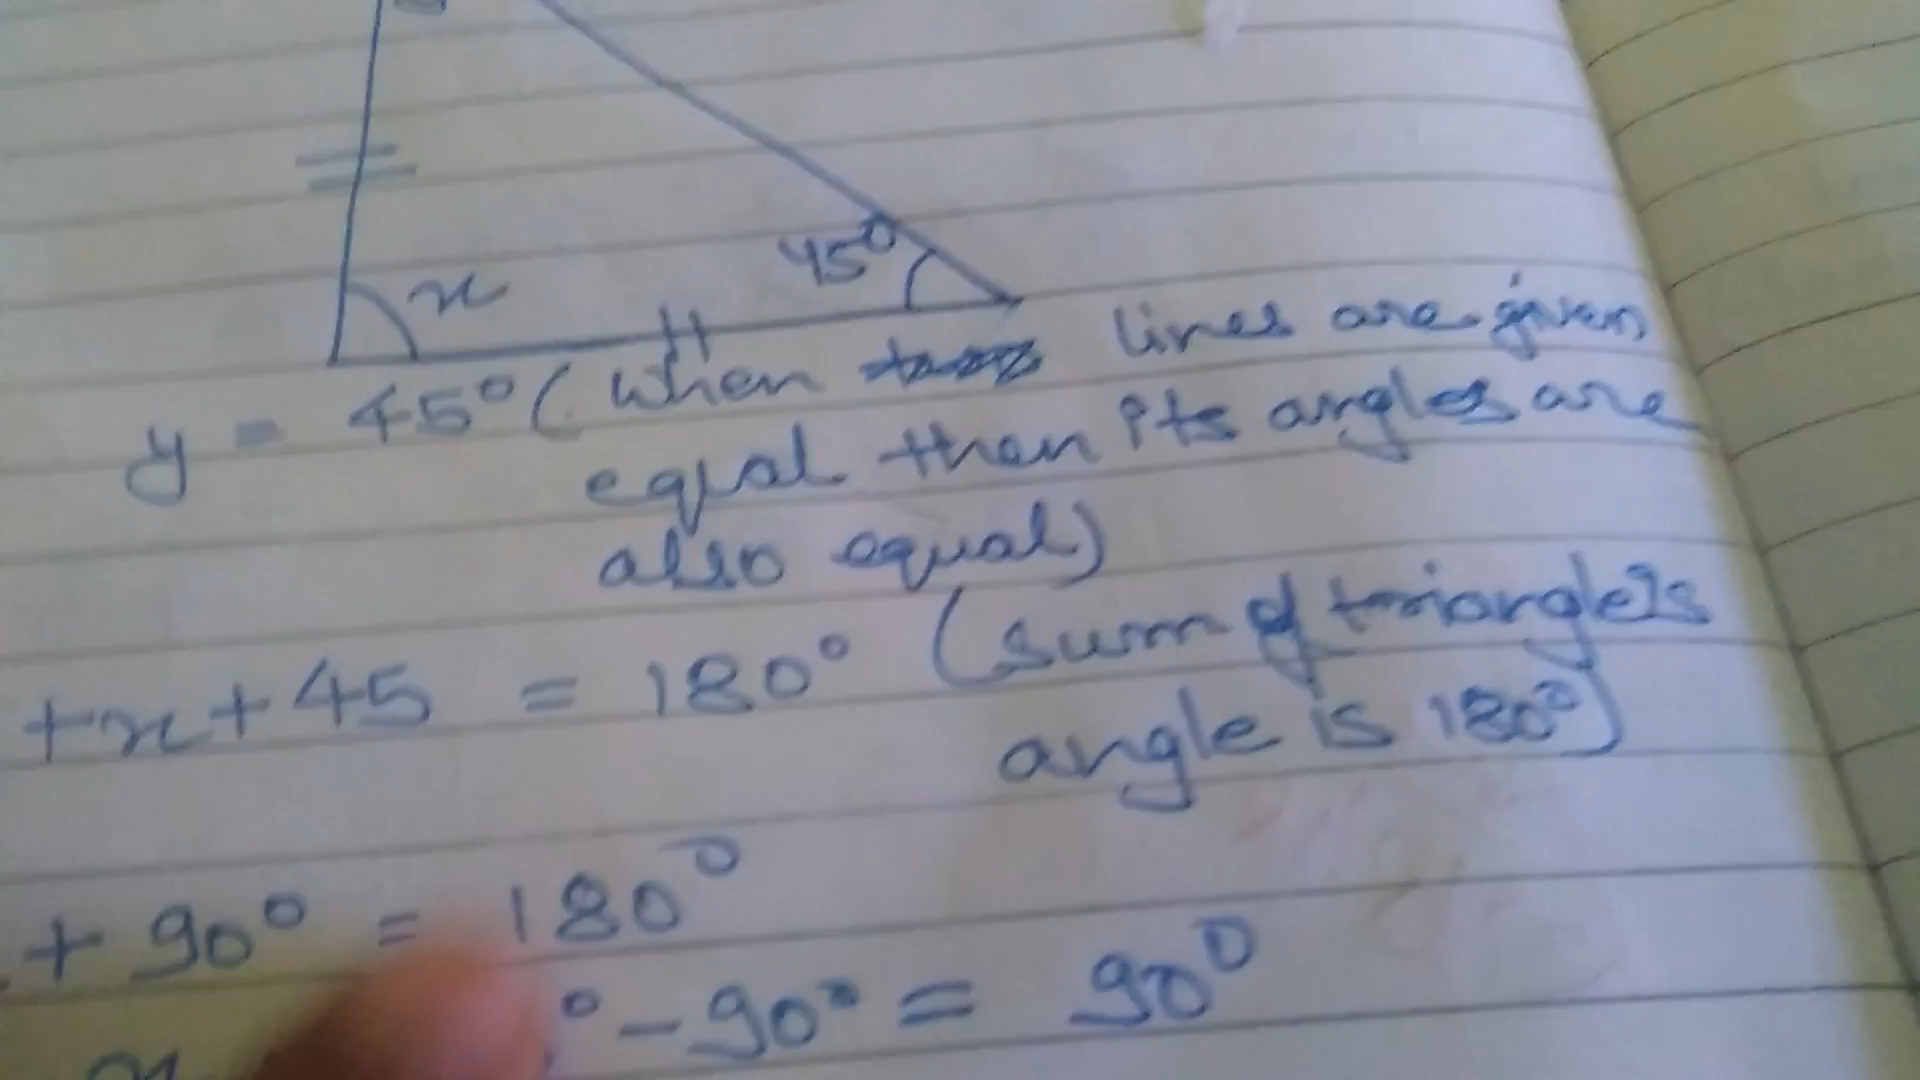 x
45°
y = 45° (When lines are given
equal then its angles are
also equal)
+x+45 = 180° (sum of triangle's
angle is 180°)
+ 90° = 180°
x ° - 90° = 90°